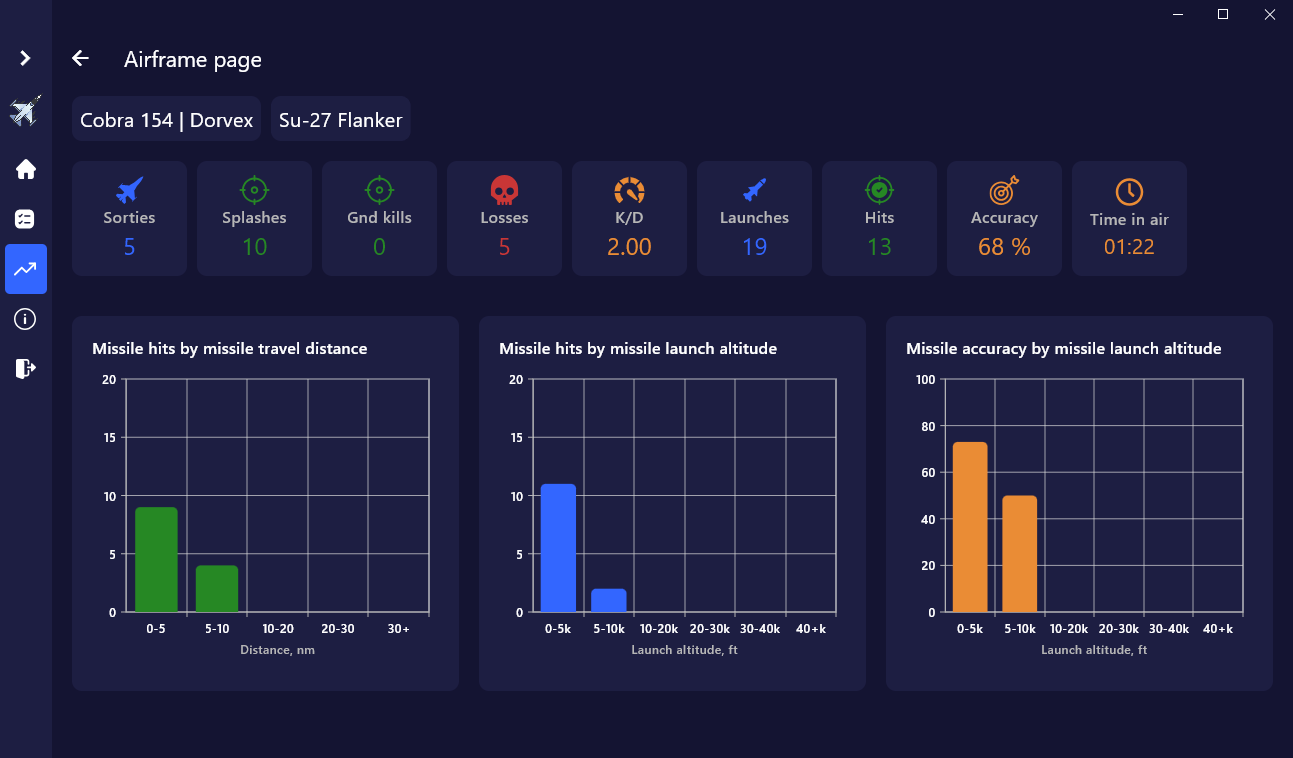 Airframe page
Cobra 154 | Dorvex
Su-27 Flanker
Sorties
5
Splashes
10
Gnd kills
0
Losses
5
K/D
2.00
Launches
19
Hits
13
Accuracy
68 %
Time in air
01:22
Missile hits by missile travel distance
20
15
10
5
0
0-5 5-10 10-20 20-30 30+
Distance, nm
Missile hits by missile launch altitude
20
15
10
5
0
0-5k 5-10k 10-20k 20-30k 30-40k 40+k
Launch altitude, ft
Missile accuracy by missile launch altitude
100
80
60
40
20
0
0-5k 5-10k 10-20k 20-30k 30-40k 40+k
Launch altitude, ft